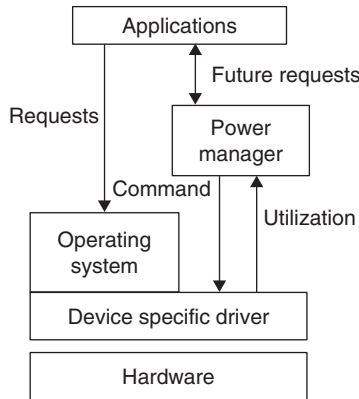 Applications
Future requests
Requests
Power
manager
Command
Utilization
Operating
system
Device specific driver
Hardware